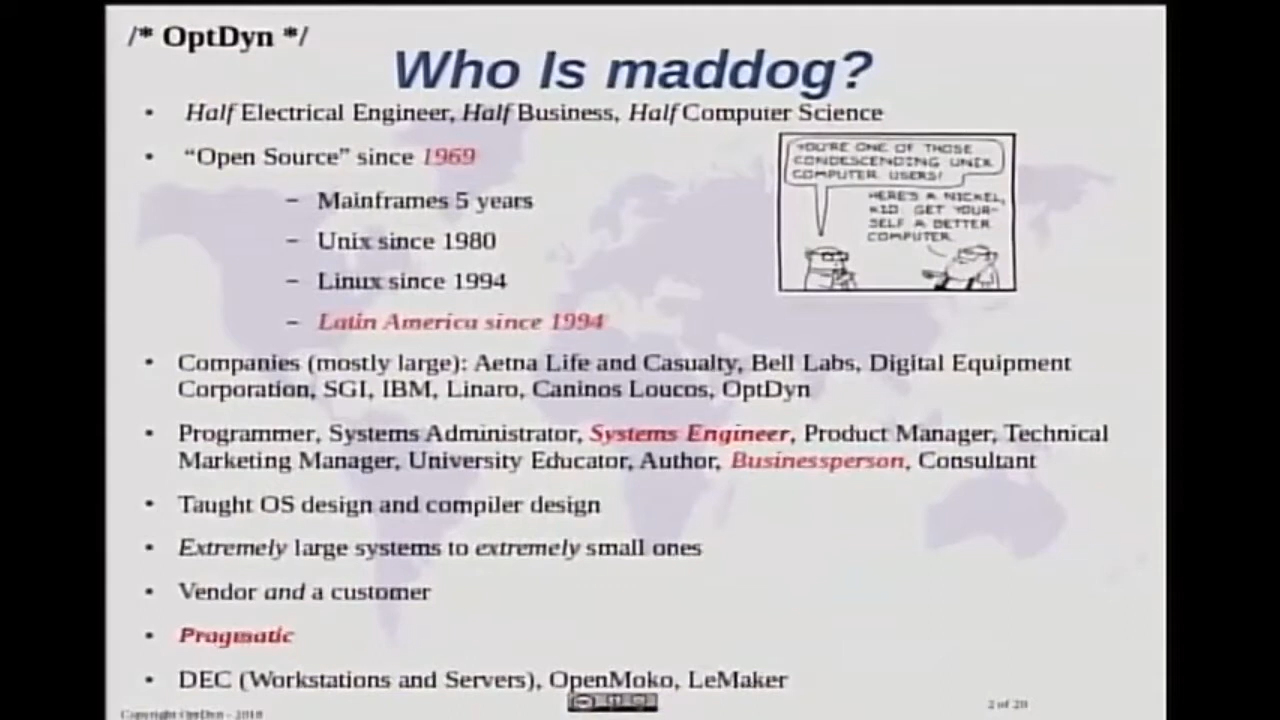 /* OptDyn */
Who Is maddog?
• Half Electrical Engineer, Half Business, Half Computer Science
• “Open Source” since 1969
– Mainframes 5 years
– Unix since 1980
– Linux since 1994
– Latin America since 1994
YOU'RE ONE OF THOSE
CONDESCENDING UNIX
COMPUTER USERS!
HERE'S A NICKEL,
KID. GET YOUR-
SELF A BETTER
COMPUTER.
• Companies (mostly large): Aetna Life and Casualty, Bell Labs, Digital Equipment
Corporation, SGI, IBM, Linaro, Caninos Loucos, OptDyn
• Programmer, Systems Administrator, Systems Engineer, Product Manager, Technical
Marketing Manager, University Educator, Author, Businessperson, Consultant
• Taught OS design and compiler design
• Extremely large systems to extremely small ones
• Vendor and a customer
• Pragmatic
• DEC (Workstations and Servers), OpenMoko, LeMaker
Copyright OptDyn - 2018
2 of 20